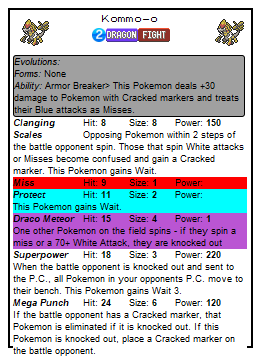 Kommo-o
2 DRAGON FIGHT
Evolutions:
Forms: None
Ability: Armor Breaker> This Pokemon deals +30
damage to Pokemon with Cracked markers and treats
their Blue attacks as Misses.
Clanging Hit: 8 Size: 8 Power: 150
Scales Opposing Pokemon within 2 steps of
the battle opponent spin. Those that spin White attacks
or Misses become confused and gain a Cracked
marker. This Pokemon gains Wait.
Miss Hit: 9 Size: 1 Power:
Protect Hit: 11 Size: 2 Power:
This Pokemon gains Wait.
Draco Meteor Hit: 15 Size: 4 Power: 1
One other Pokemon on the field spins - if they spin a
miss or a 70+ White Attack, they are knocked out
Superpower Hit: 18 Size: 3 Power: 220
When the battle opponent is knocked out and sent to
the P.C., all Pokemon in your opponents P.C. move to
their bench. This Pokemon gains Wait 3.
Mega Punch Hit: 24 Size: 6 Power: 120
If the battle opponent has a Cracked marker, that
Pokemon is eliminated if it is knocked out. If this
Pokemon is knocked out, place a Cracked marker on
the battle opponent.